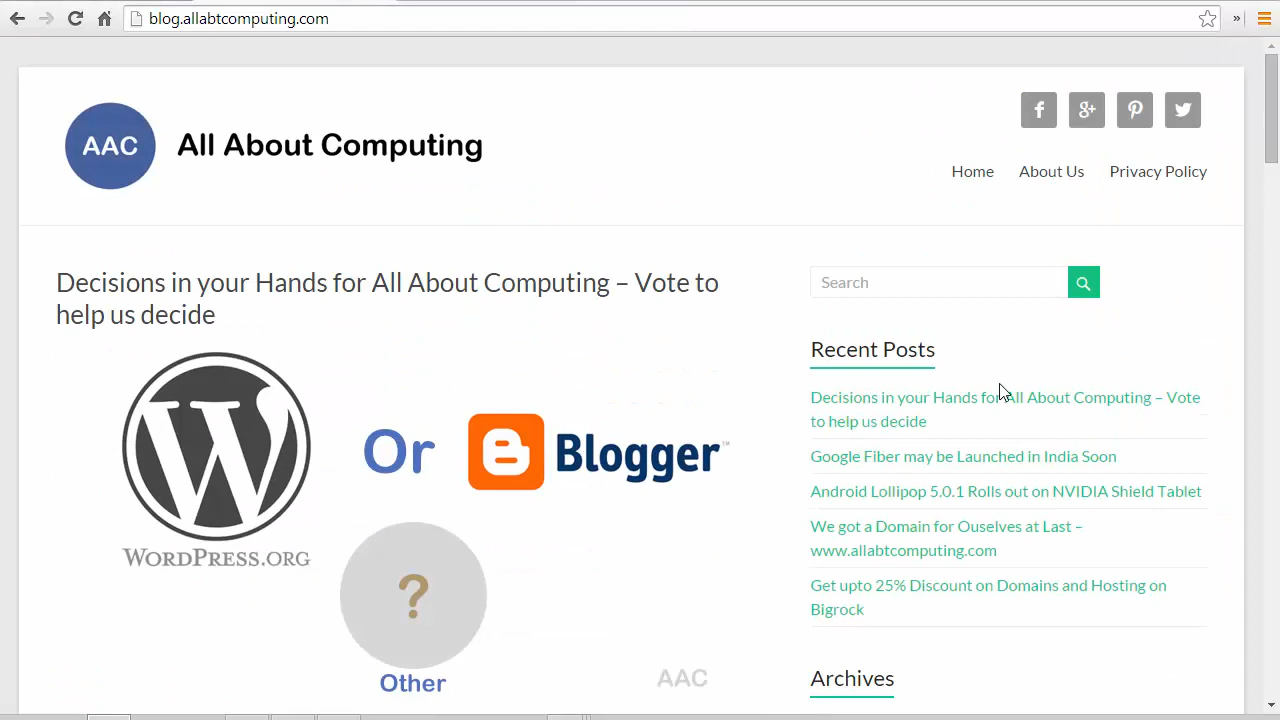 blog.allabtcomputing.com
AAC
All About Computing
f
g+
Home
About Us
Privacy Policy
Decisions in your Hands for All About Computing – Vote to
help us decide
W
WORDPRESS.ORG
Or
Blogger™
?
Other
AAC
Search
Recent Posts
Decisions in your Hands for All About Computing – Vote
to help us decide
Google Fiber may be Launched in India Soon
Android Lollipop 5.0.1 Rolls out on NVIDIA Shield Tablet
We got a Domain for Ouselves at Last –
www.allabtcomputing.com
Get upto 25% Discount on Domains and Hosting on
Bigrock
Archives